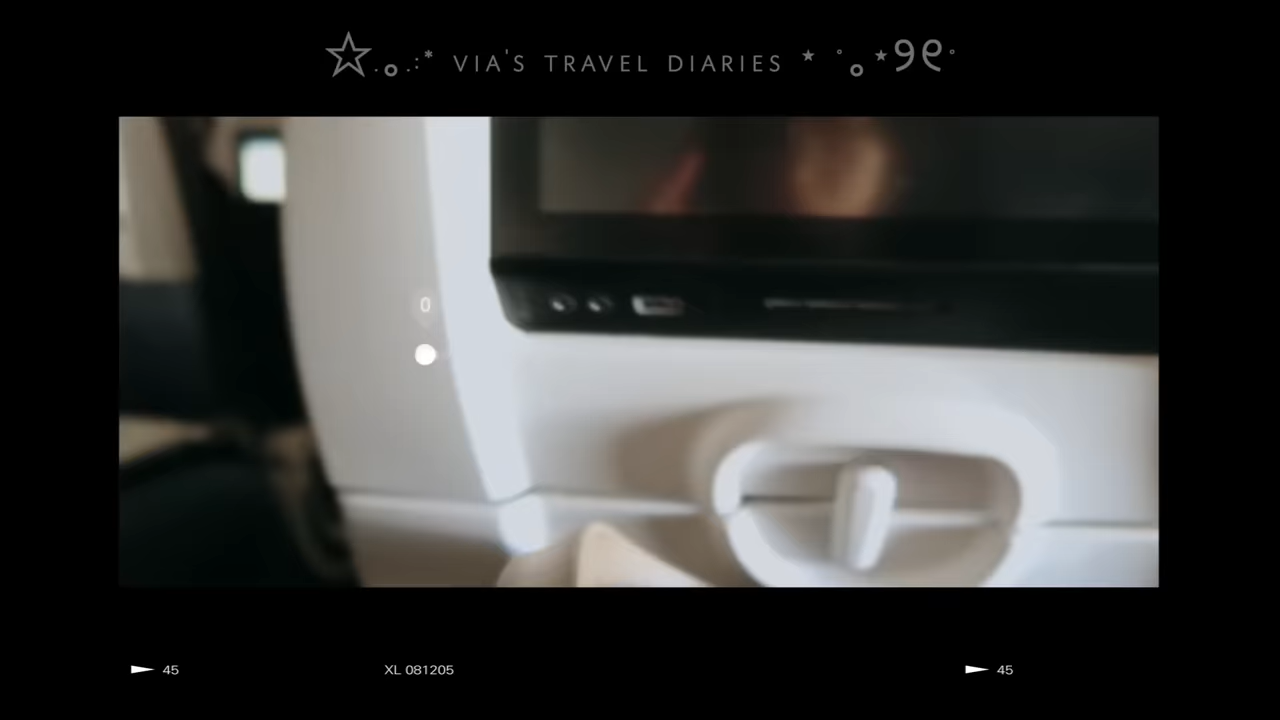 ☆.ₒ.:* VIA'S TRAVEL DIARIES ⋆ ˚ₒ⋆୨୧˚
0
▶ 45 XL 081205 ▶ 45